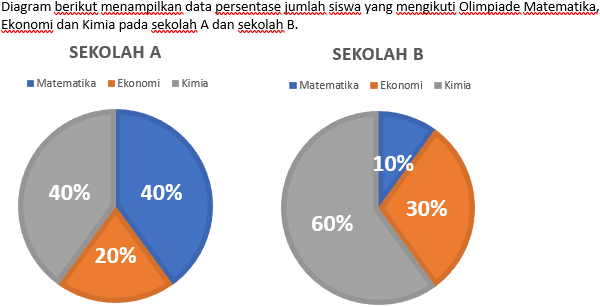 Diagram berikut menampilkan data persentase jumlah siswa yang mengikuti Olimpiade Matematika,
Ekonomi dan Kimia pada sekolah A dan sekolah B.
SEKOLAH A
Matematika Ekonomi Kimia
40% 40%
20%
SEKOLAH B
Matematika Ekonomi Kimia
10%
30%
60%